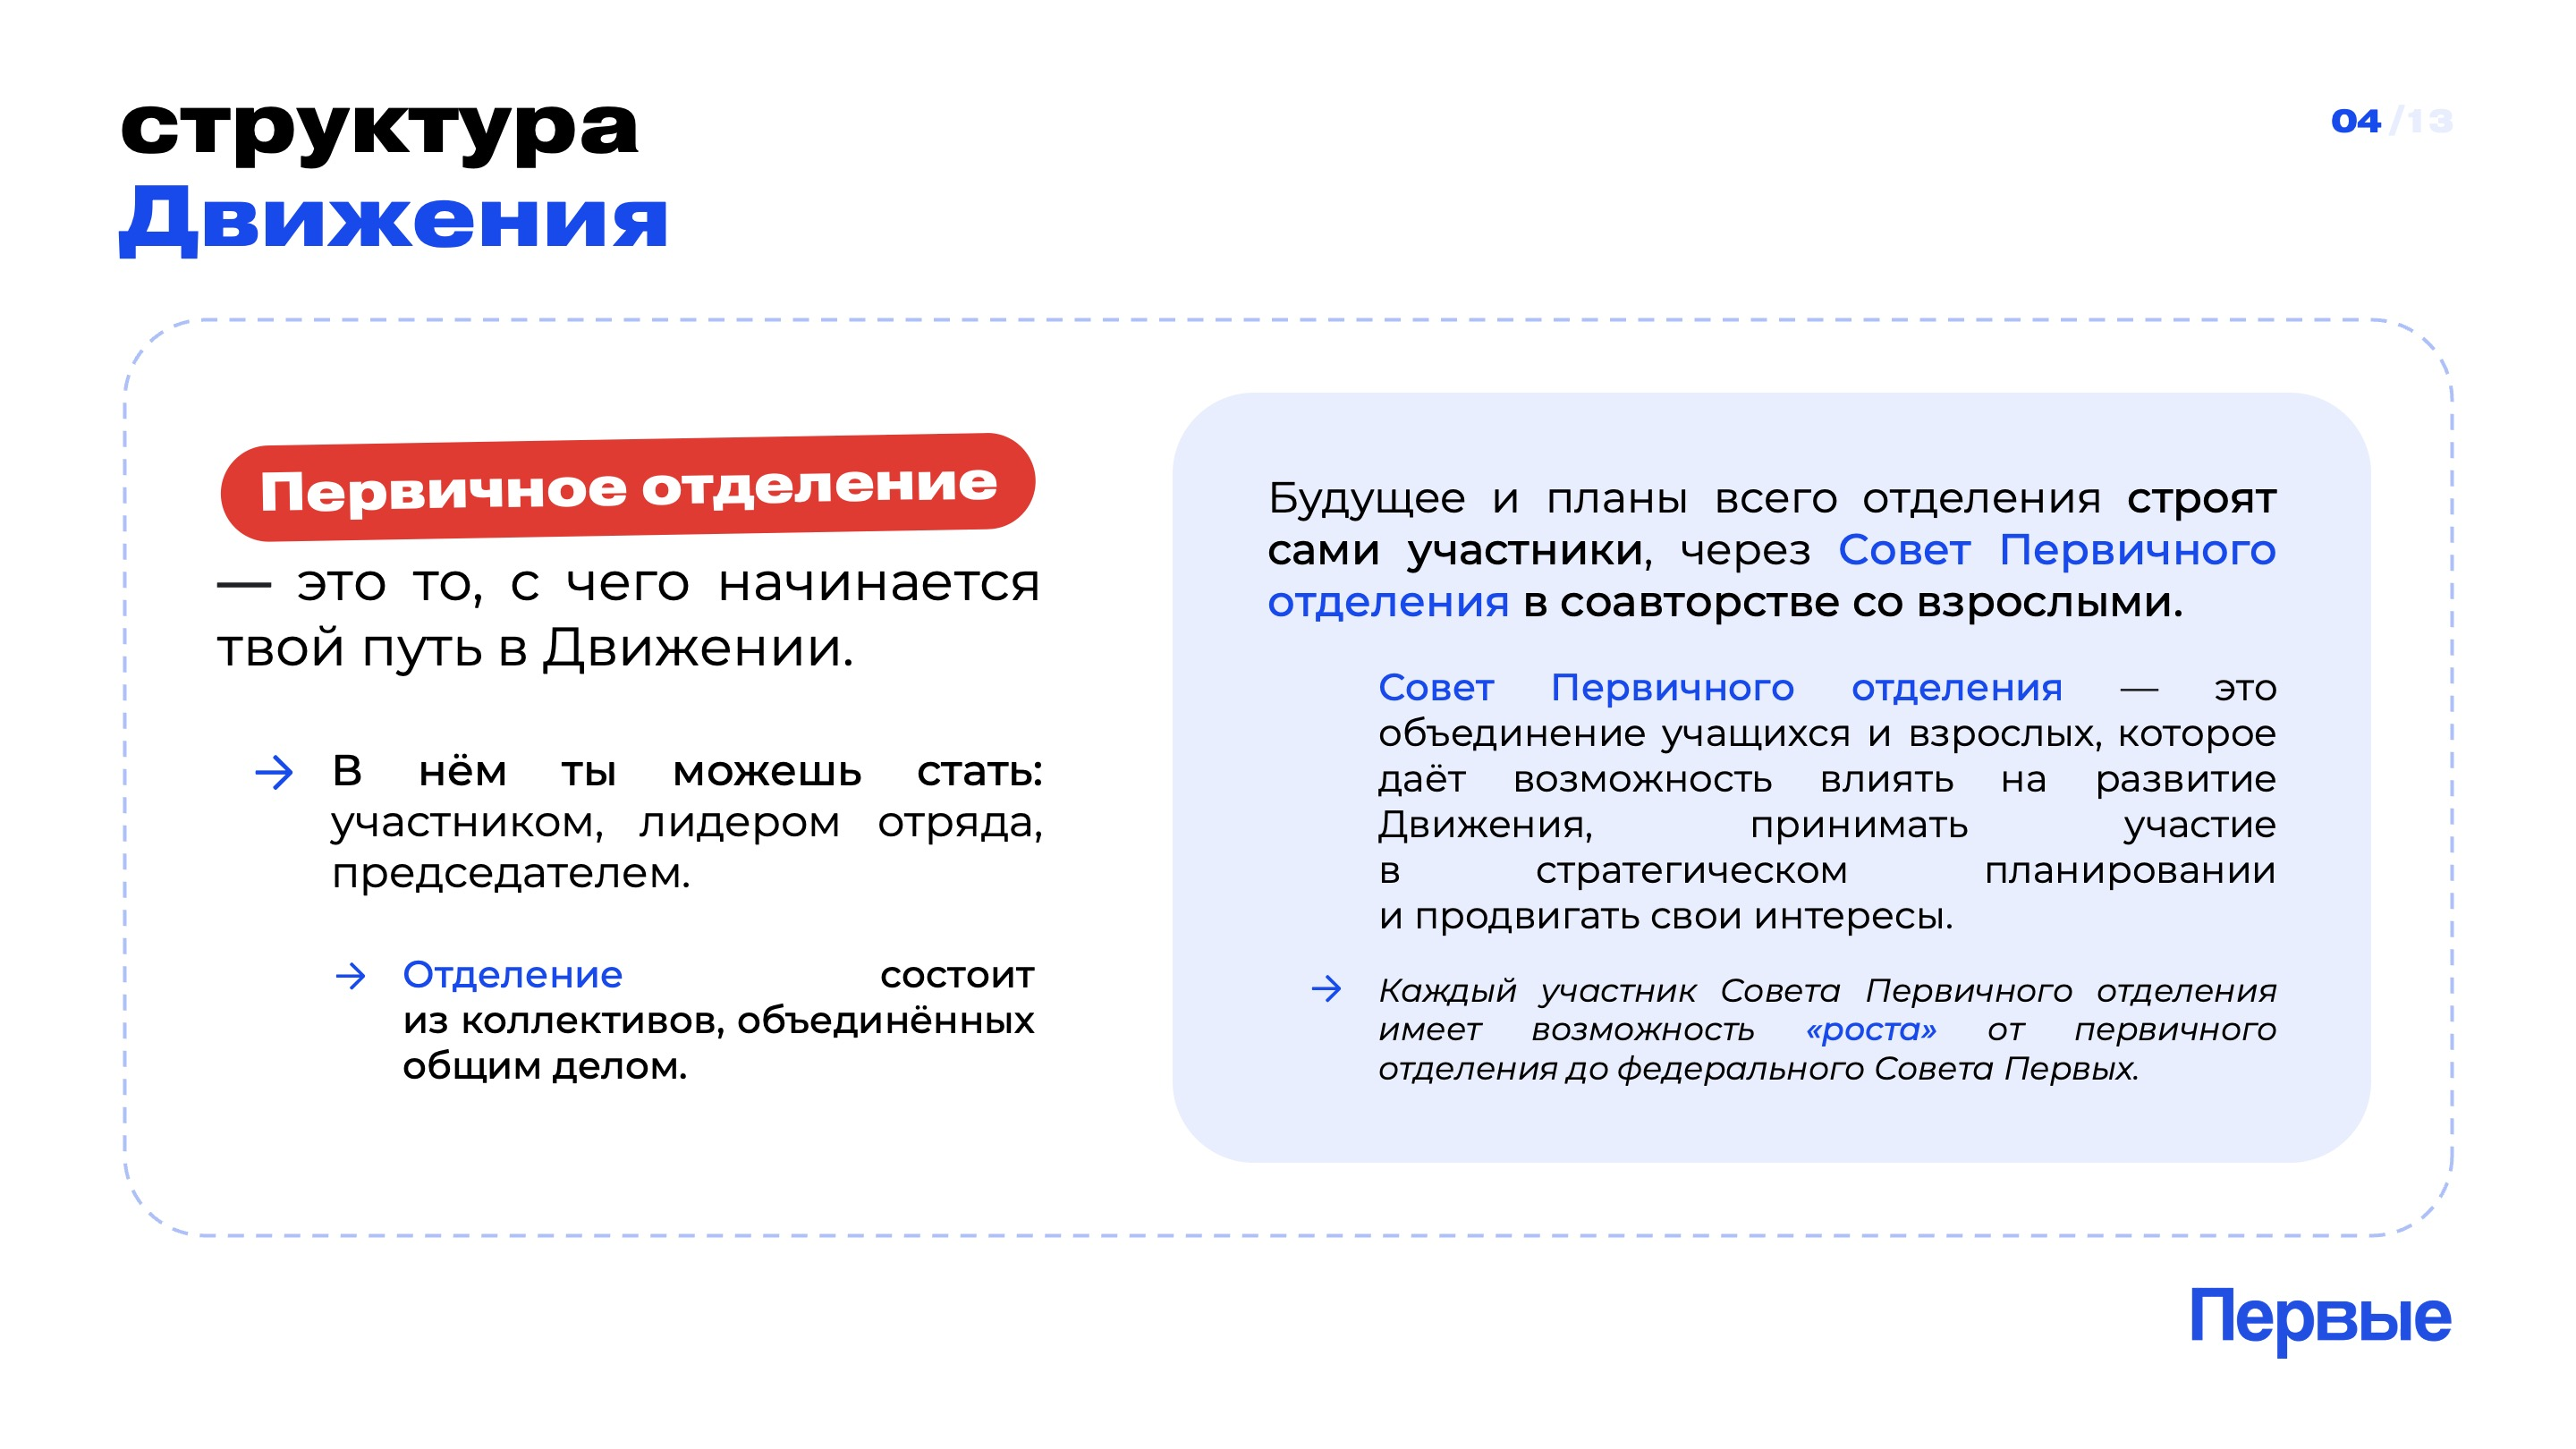 структура
Движения
04 /13
Первичное отделение
— это то, с чего начинается
твой путь в Движении.
В нём ты можешь стать:
участником, лидером отряда,
председателем.
Отделение состоит
из коллективов, объединённых
общим делом.
Будущее и планы всего отделения строят
сами участники, через Совет Первичного
отделения в соавторстве со взрослыми.
Совет Первичного отделения — это
объединение учащихся и взрослых, которое
даёт возможность влиять на развитие
Движения, принимать участие
в стратегическом планировании
и продвигать свои интересы.
Каждый участник Совета Первичного отделения
имеет возможность «роста» от первичного
отделения до федерального Совета Первых.
Первые